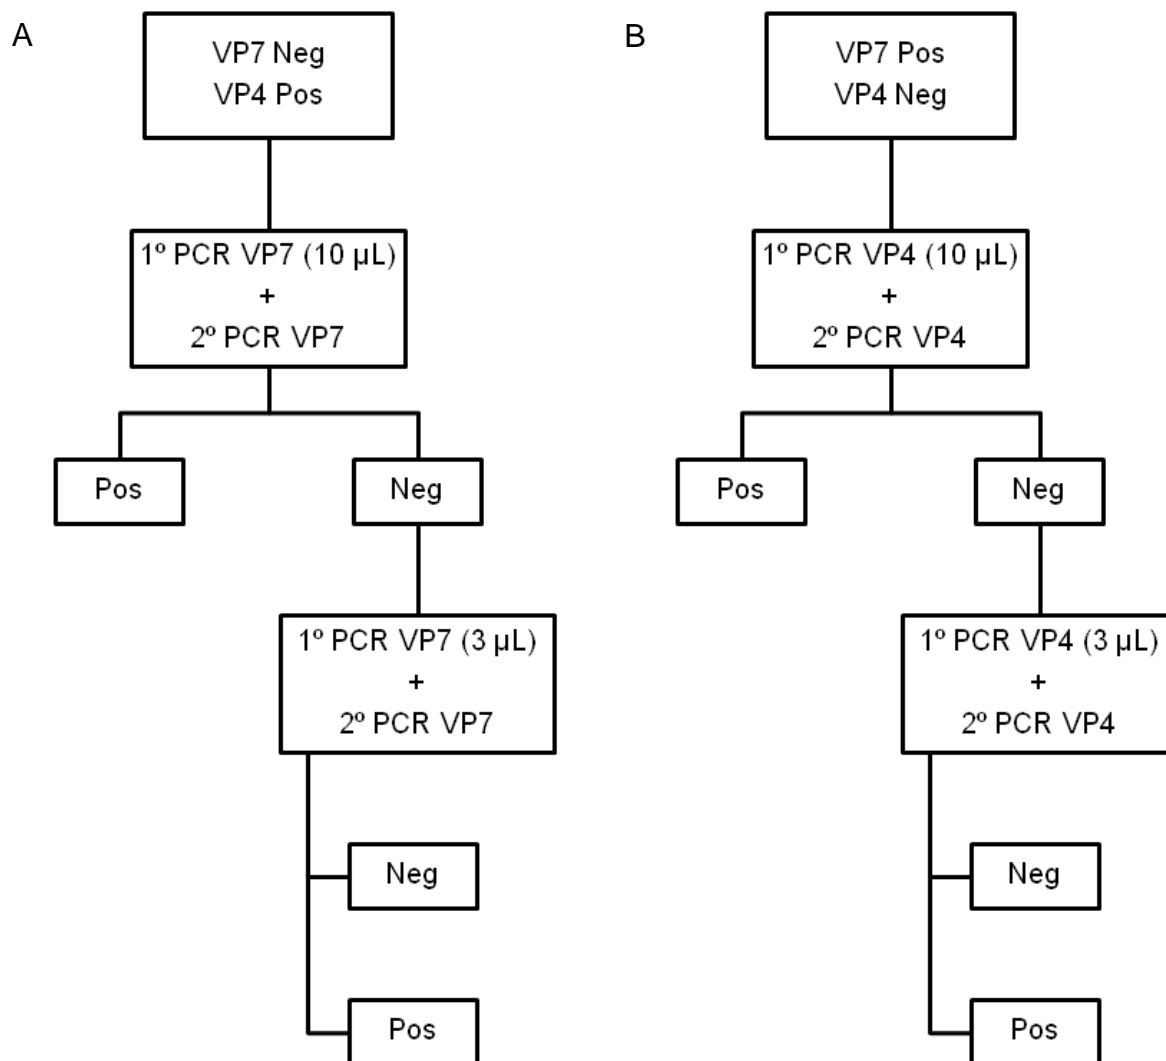 A
VP7 Neg
VP4 Pos
1º PCR VP7 (10 µL)
+
2º PCR VP7
Pos
Neg
1º PCR VP7 (3 µL)
+
2º PCR VP7
Neg
Pos
B
VP7 Pos
VP4 Neg
1º PCR VP4 (10 µL)
+
2º PCR VP4
Pos
Neg
1º PCR VP4 (3 µL)
+
2º PCR VP4
Neg
Pos